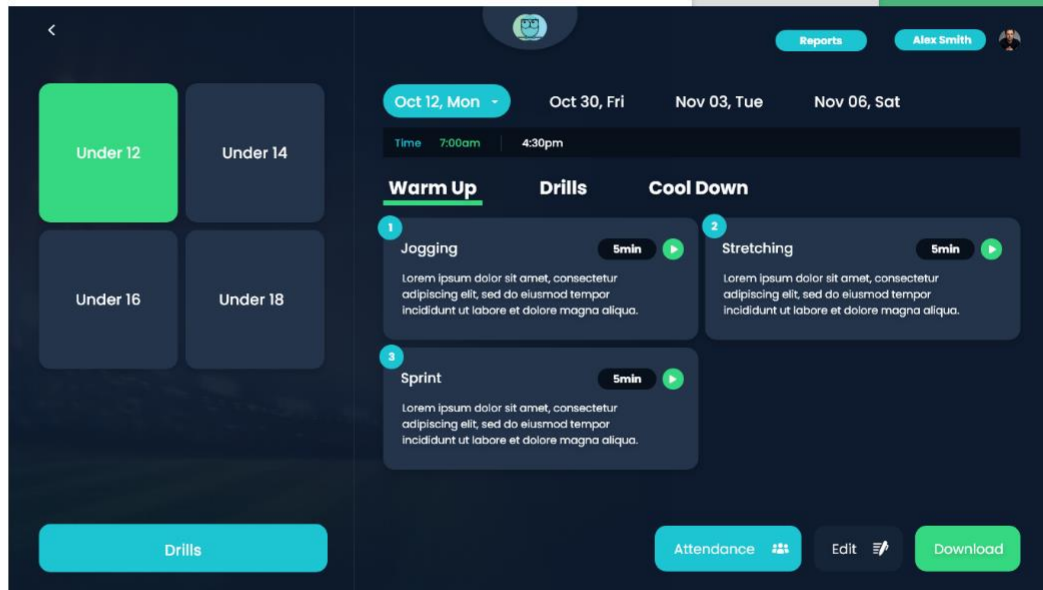 <
Reports
Alex Smith
Under 12
Under 14
Under 16
Under 18
Drills
Oct 12, Mon
Oct 30, Fri
Nov 03, Tue
Nov 06, Sat
Time 7:00am 4:30pm
Warm Up
Drills
Cool Down
1
Jogging
5min
Lorem ipsum dolor sit amet, consectetur
adipiscing elit, sed do eiusmod tempor
incididunt ut labore et dolore magna aliqua.
2
Stretching
5min
Lorem ipsum dolor sit amet, consectetur
adipiscing elit, sed do eiusmod tempor
incididunt ut labore et dolore magna aliqua.
3
Sprint
5min
Lorem ipsum dolor sit amet, consectetur
adipiscing elit, sed do eiusmod tempor
incididunt ut labore et dolore magna aliqua.
Attendance
Edit
Download